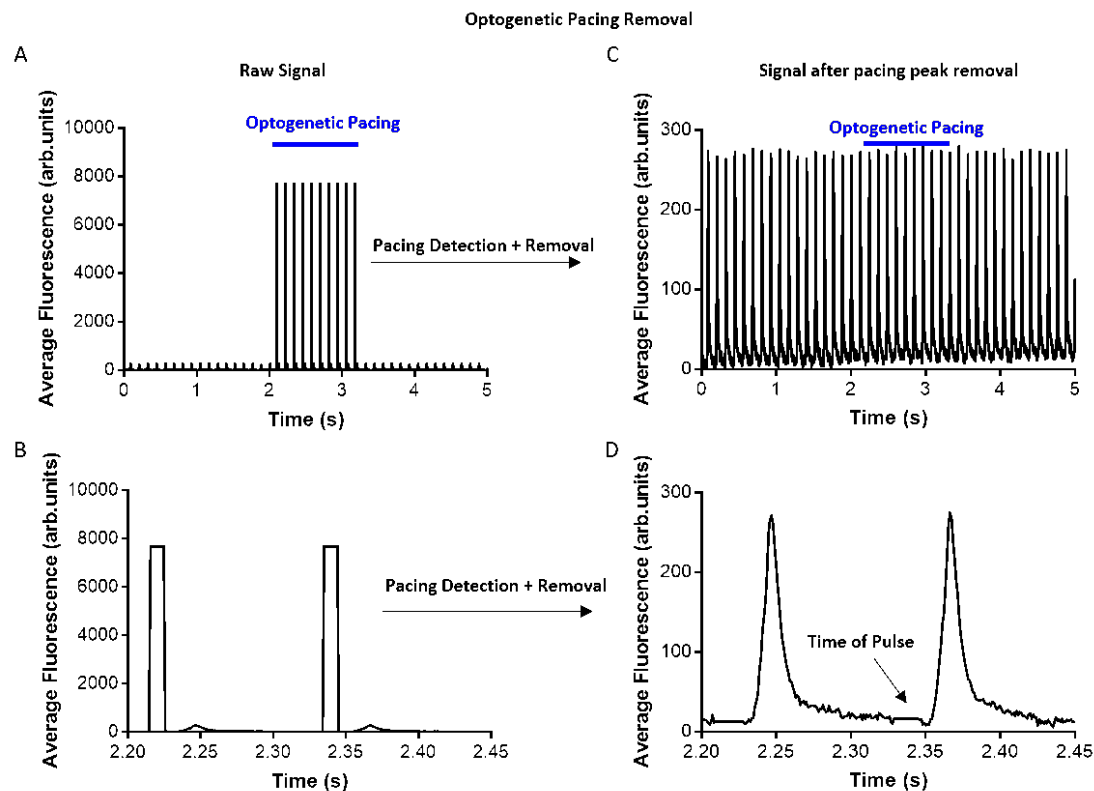 Optogenetic Pacing Removal
A
Raw Signal
Optogenetic Pacing
Average Fluorescence (arb.units)
10000
8000
6000
4000
2000
0
0 1 2 3 4 5
Time (s)
Pacing Detection + Removal
C
Signal after pacing peak removal
Optogenetic Pacing
Average Fluorescence (arb.units)
300
200
100
0
0 1 2 3 4 5
Time (s)
B
Average Fluorescence (arb.units)
10000
8000
6000
4000
2000
0
2.20 2.25 2.30 2.35 2.40 2.45
Time (s)
Pacing Detection + Removal
D
Average Fluorescence (arb.units)
300
200
100
0
Time of Pulse
2.20 2.25 2.30 2.35 2.40 2.45
Time (s)